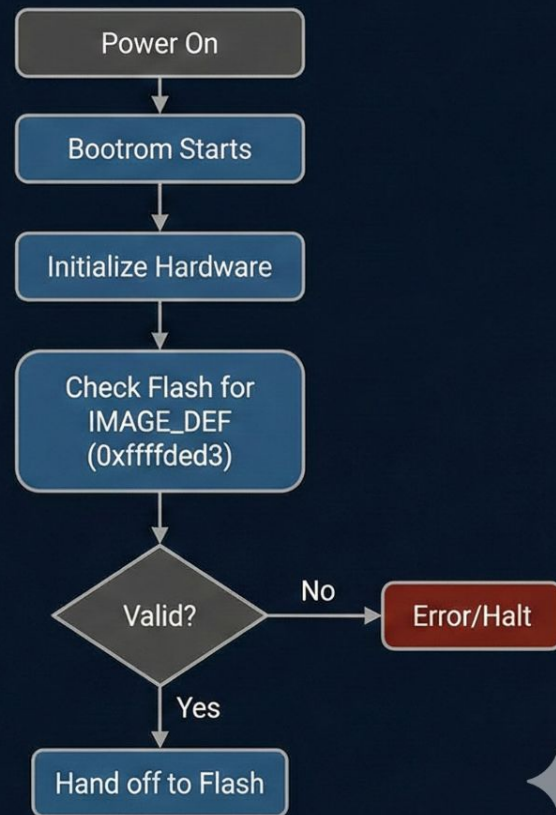 Power On
Bootrom Starts
Initialize Hardware
Check Flash for
IMAGE_DEF
(0xffffded3)
Valid?
No
Error/Halt
Yes
Hand off to Flash